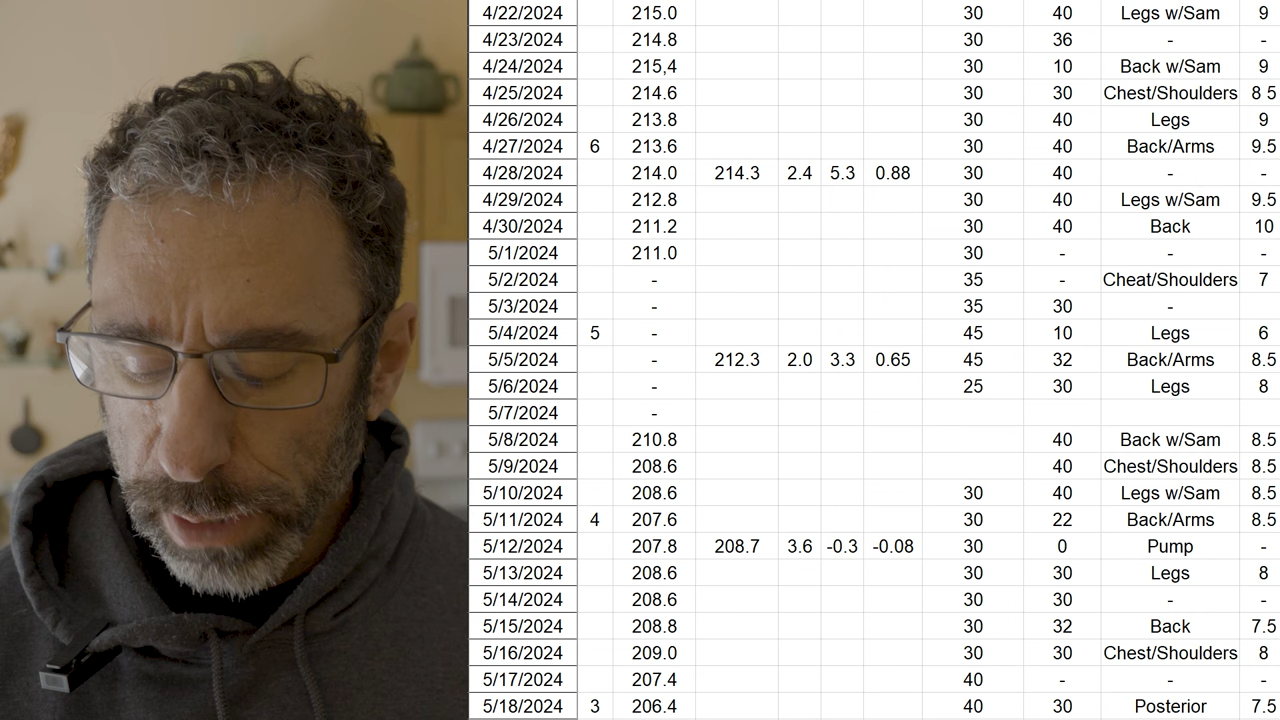 4/22/2024 215.0 30 40 Legs w/Sam 9
4/23/2024 214.8 30 36 - -
4/24/2024 215,4 30 10 Back w/Sam 9
4/25/2024 214.6 30 30 Chest/Shoulders 8 5
4/26/2024 213.8 30 40 Legs 9
4/27/2024 6 213.6 30 40 Back/Arms 9.5
4/28/2024 214.0 214.3 2.4 5.3 0.88 30 40 - -
4/29/2024 212.8 30 40 Legs w/Sam 9.5
4/30/2024 211.2 30 40 Back 10
5/1/2024 211.0 30 - - -
5/2/2024 - 35 - Cheat/Shoulders 7
5/3/2024 - 35 30 -
5/4/2024 5 - 45 10 Legs 6
5/5/2024 - 212.3 2.0 3.3 0.65 45 32 Back/Arms 8.5
5/6/2024 - 25 30 Legs 8
5/7/2024 -
5/8/2024 210.8 40 Back w/Sam 8.5
5/9/2024 208.6 40 Chest/Shoulders 8.5
5/10/2024 208.6 30 40 Legs w/Sam 8.5
5/11/2024 4 207.6 30 22 Back/Arms 8.5
5/12/2024 207.8 208.7 3.6 -0.3 -0.08 30 0 Pump -
5/13/2024 208.6 30 30 Legs 8
5/14/2024 208.6 30 30 - -
5/15/2024 208.8 30 32 Back 7.5
5/16/2024 209.0 30 30 Chest/Shoulders 8
5/17/2024 207.4 40 - - -
5/18/2024 3 206.4 40 30 Posterior 7.5